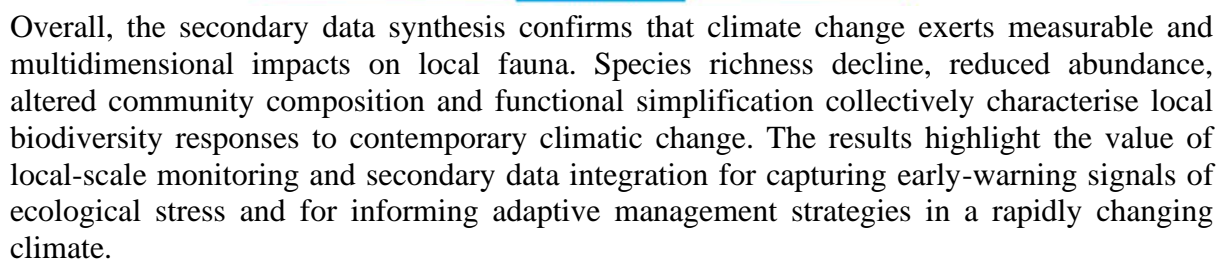 Overall, the secondary data synthesis confirms that climate change exerts measurable and
multidimensional impacts on local fauna. Species richness decline, reduced abundance,
altered community composition and functional simplification collectively characterise local
biodiversity responses to contemporary climatic change. The results highlight the value of
local-scale monitoring and secondary data integration for capturing early-warning signals of
ecological stress and for informing adaptive management strategies in a rapidly changing
climate.